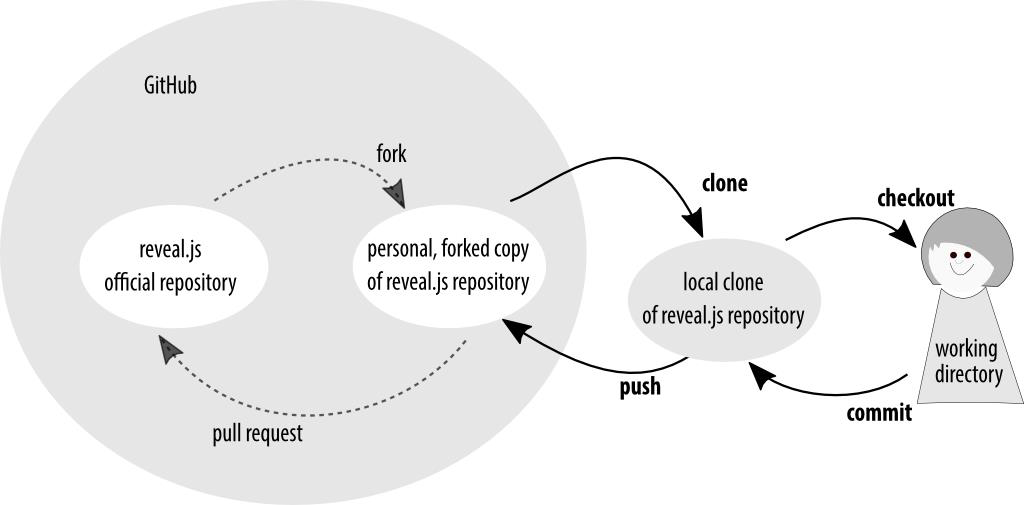 GitHub
fork
reveal.js
official repository
personal, forked copy
of reveal.js repository
pull request
clone
local clone
of reveal.js repository
push
checkout
working
directory
commit